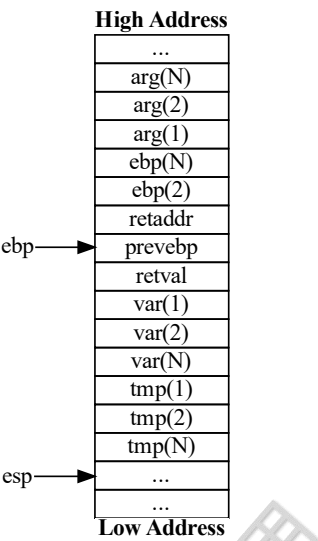 High Address
...
arg(N)
arg(2)
arg(1)
ebp(N)
ebp(2)
retaddr
ebp prevebp
retval
var(1)
var(2)
var(N)
tmp(1)
tmp(2)
tmp(N)
esp ...
...
Low Address